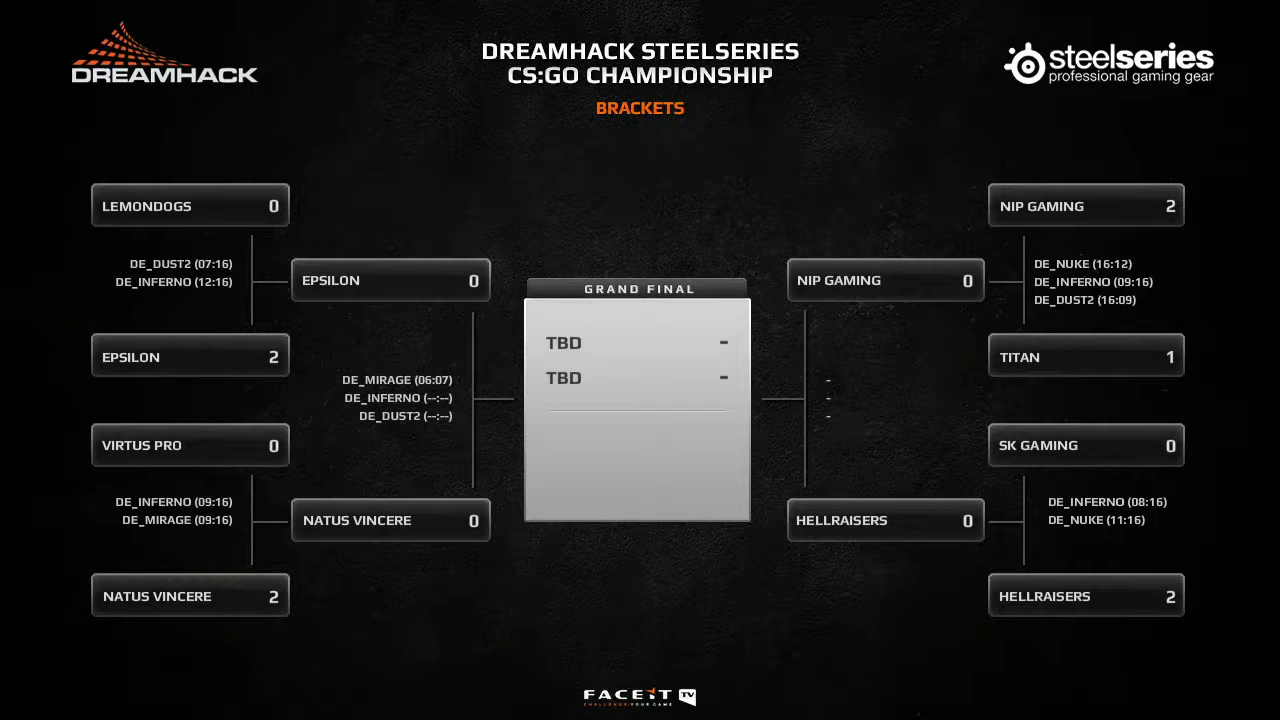 DREAMHACK
DREAMHACK STEELSERIES
CS:GO CHAMPIONSHIP
BRACKETS
steelseries
professional gaming gear
LEMONDOGS 0
DE_DUST2 (07:16)
DE_INFERNO (12:16)
EPSILON 2
VIRTUS PRO 0
DE_INFERNO (09:16)
DE_MIRAGE (09:16)
NATUS VINCERE 2
EPSILON 0
DE_MIRAGE (06:07)
DE_INFERNO (--:--)
DE_DUST2 (--:--)
NATUS VINCERE 0
GRAND FINAL
TBD -
TBD -
NIP GAMING 0
-
-
-
HELLRAISERS 0
NIP GAMING 2
DE_NUKE (16:12)
DE_INFERNO (09:16)
DE_DUST2 (16:09)
TITAN 1
SK GAMING 0
DE_INFERNO (08:16)
DE_NUKE (11:16)
HELLRAISERS 2
FACEIT TV
CHALLENGE YOUR GAME